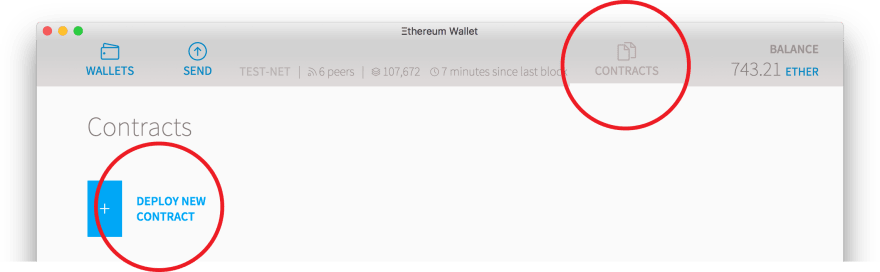 Ξthereum Wallet
WALLETS
SEND
TEST-NET | 6 peers | 107,672 7 minutes since last block
CONTRACTS
BALANCE
743.21 ETHER
Contracts
+
DEPLOY NEW
CONTRACT